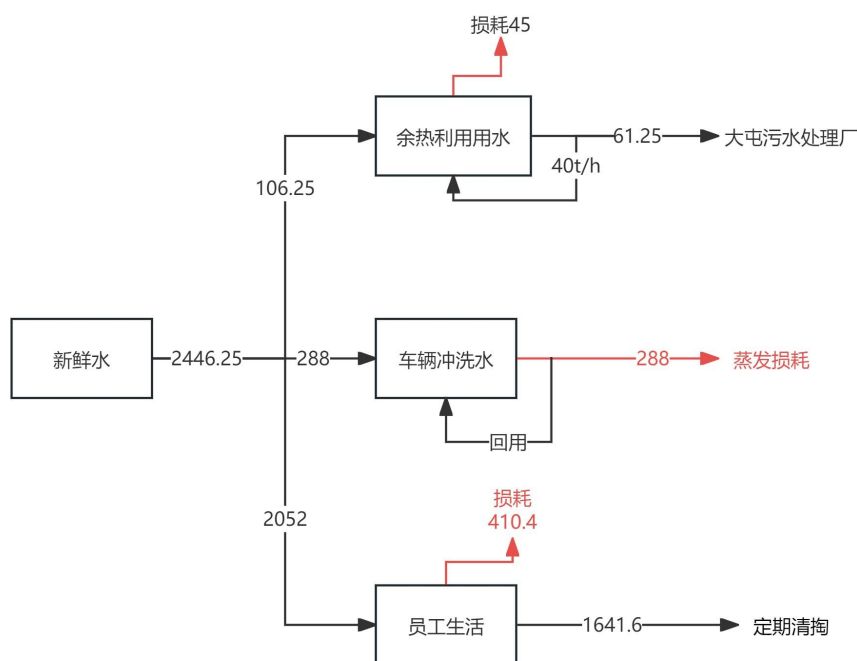 损耗45
余热利用用水
61.25
大屯污水处理厂
40t/h
106.25
新鲜水
2446.25
288
车辆冲洗水
288
蒸发损耗
回用
损耗
410.4
2052
员工生活
1641.6
定期清掏